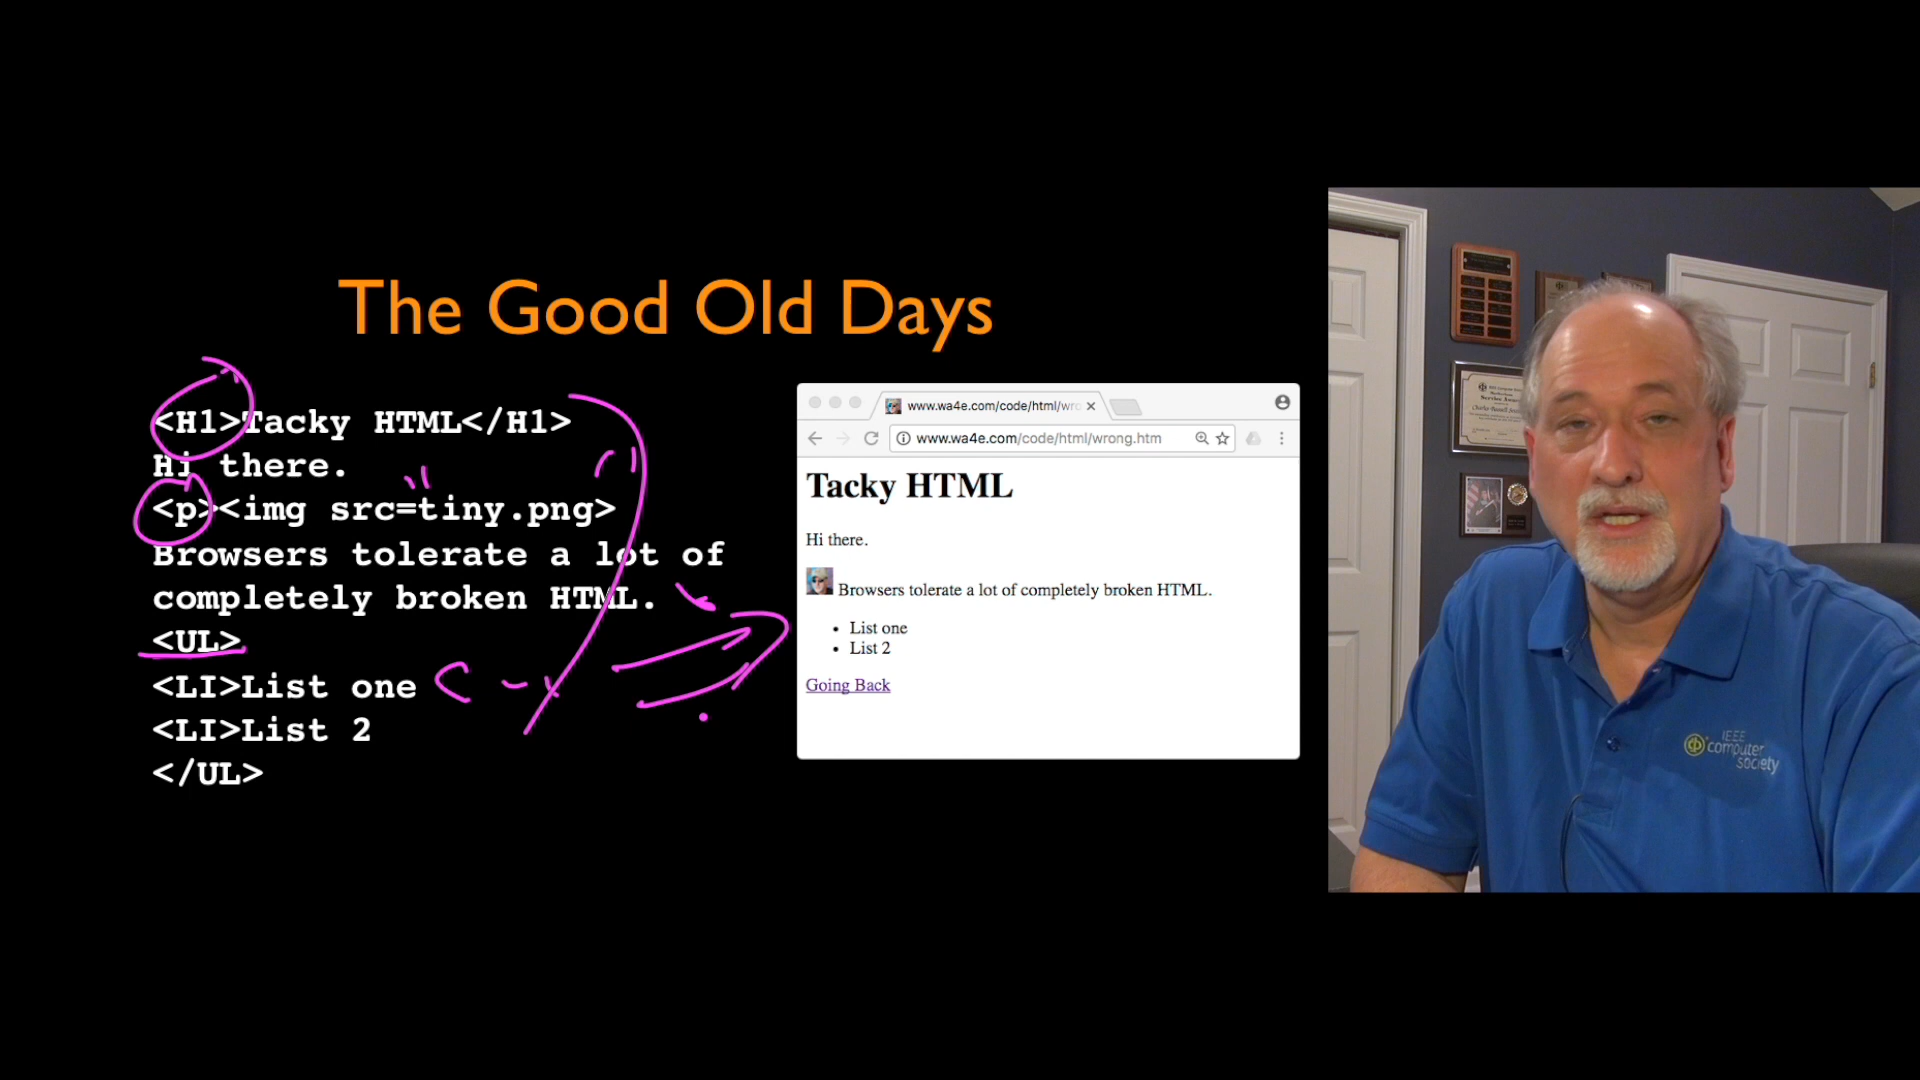 The Good Old Days
<H1>Tacky HTML</H1>
Hi there.
<p><img src=tiny.png>
Browsers tolerate a lot of
completely broken HTML.
<UL>
<LI>List one
<LI>List 2
</UL>
www.wa4e.com/code/html/wro
www.wa4e.com/code/html/wrong.htm
Tacky HTML
Hi there.
Browsers tolerate a lot of completely broken HTML.
• List one
• List 2
Going Back
IEEE
computer
society